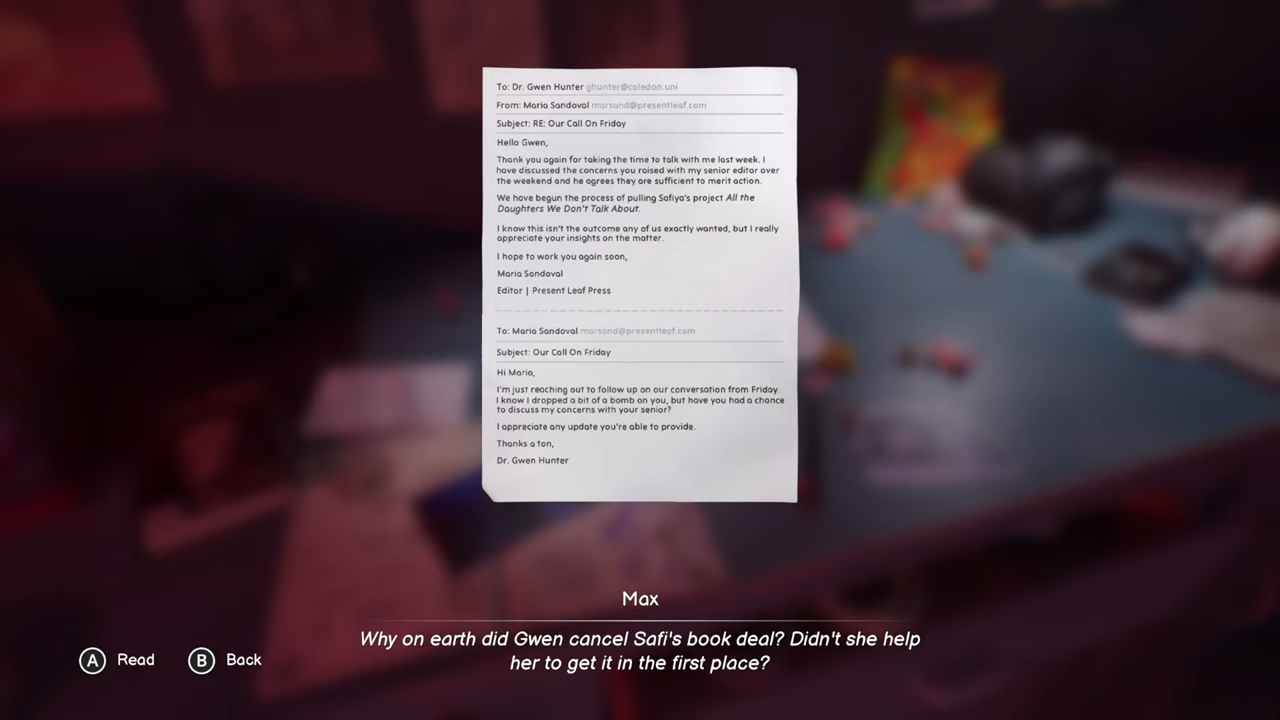 To: Dr. Gwen Hunter ghunter@caledon.uni
From: Maria Sandoval marsand@presentleaf.com
Subject: RE: Our Call On Friday
Hello Gwen,
Thank you again for taking the time to talk with me last week. I
have discussed the concerns you raised with my senior editor over
the weekend and he agrees they are sufficient to merit action.
We have begun the process of pulling Safiya's project All the
Daughters We Don't Talk About.
I know this isn't the outcome any of us exactly wanted, but I really
appreciate your insights on the matter.
I hope to work you again soon,
Maria Sandoval
Editor | Present Leaf Press
To: Maria Sandoval marsand@presentleaf.com
Subject: Our Call On Friday
Hi Maria,
I'm just reaching out to follow up on our conversation from Friday.
I know I dropped a bit of a bomb on you, but have you had a chance
to discuss my concerns with your senior?
I appreciate any update you're able to provide.
Thanks a ton,
Dr. Gwen Hunter
Max
Why on earth did Gwen cancel Safi's book deal? Didn't she help
her to get it in the first place?
A Read B Back